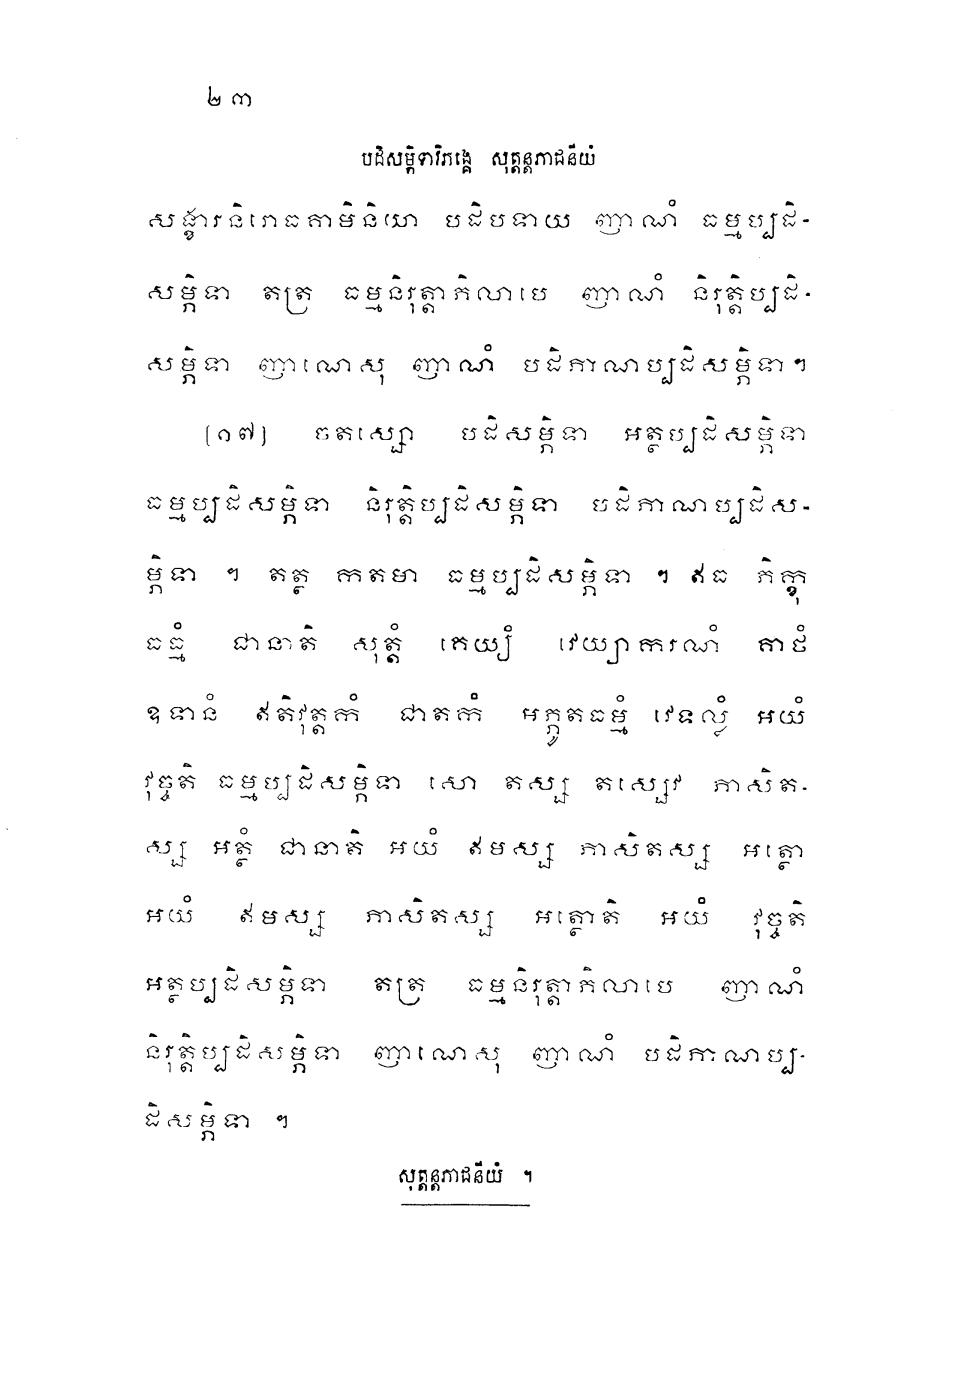 ២៣
បដិសម្ភិទាវិភង្គេ សុត្តន្តភាជនីយំ
សង្ខារនិរោធគាមិនិយា បដិបទាយ ញាណំ ធម្មប្បដិ-
សម្ភិទា តត្រ ធម្មនិរុត្តាភិលាបេ ញាណំ និរុត្តិប្បដិ-
សម្ភិទា ញាណេសុ ញាណំ បដិភាណប្បដិសម្ភិទា។
(១៧) ចតស្សោ បដិសម្ភិទា អត្ថប្បដិសម្ភិទា
ធម្មប្បដិសម្ភិទា និរុត្តិប្បដិសម្ភិទា បដិភាណប្បដិស-
ម្ភិទា ។ តត្ថ កតមា ធម្មប្បដិសម្ភិទា ។ ឥធ ភិក្ខុ
ធម្មំ ជានាតិ សុត្តំ គេយ្យំ វេយ្យាករណំ គាថំ
ឧទានំ ឥតិវុត្តកំ ជាតកំ អព្ភូតធម្មំ វេទល្លំ អយំ
វុច្ចតិ ធម្មប្បដិសម្ភិទា សោ តស្ស តស្សេវ ភាសិត-
ស្ស អត្ថំ ជានាតិ អយំ ឥមស្ស ភាសិតស្ស អត្ថោ
អយំ ឥមស្ស ភាសិតស្ស អត្ថោតិ អយំ វុច្ចតិ
អត្ថប្បដិសម្ភិទា តត្រ ធម្មនិរុត្តាភិលាបេ ញាណំ
និរុត្តិប្បដិសម្ភិទា ញាណេសុ ញាណំ បដិភាណប្ប-
ដិសម្ភិទា ។
សុត្តន្តភាជនីយំ ។